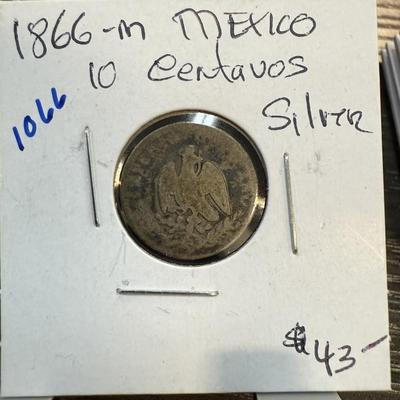 1866-m MEXICO
10 Centavos
1066
Silver
$43-